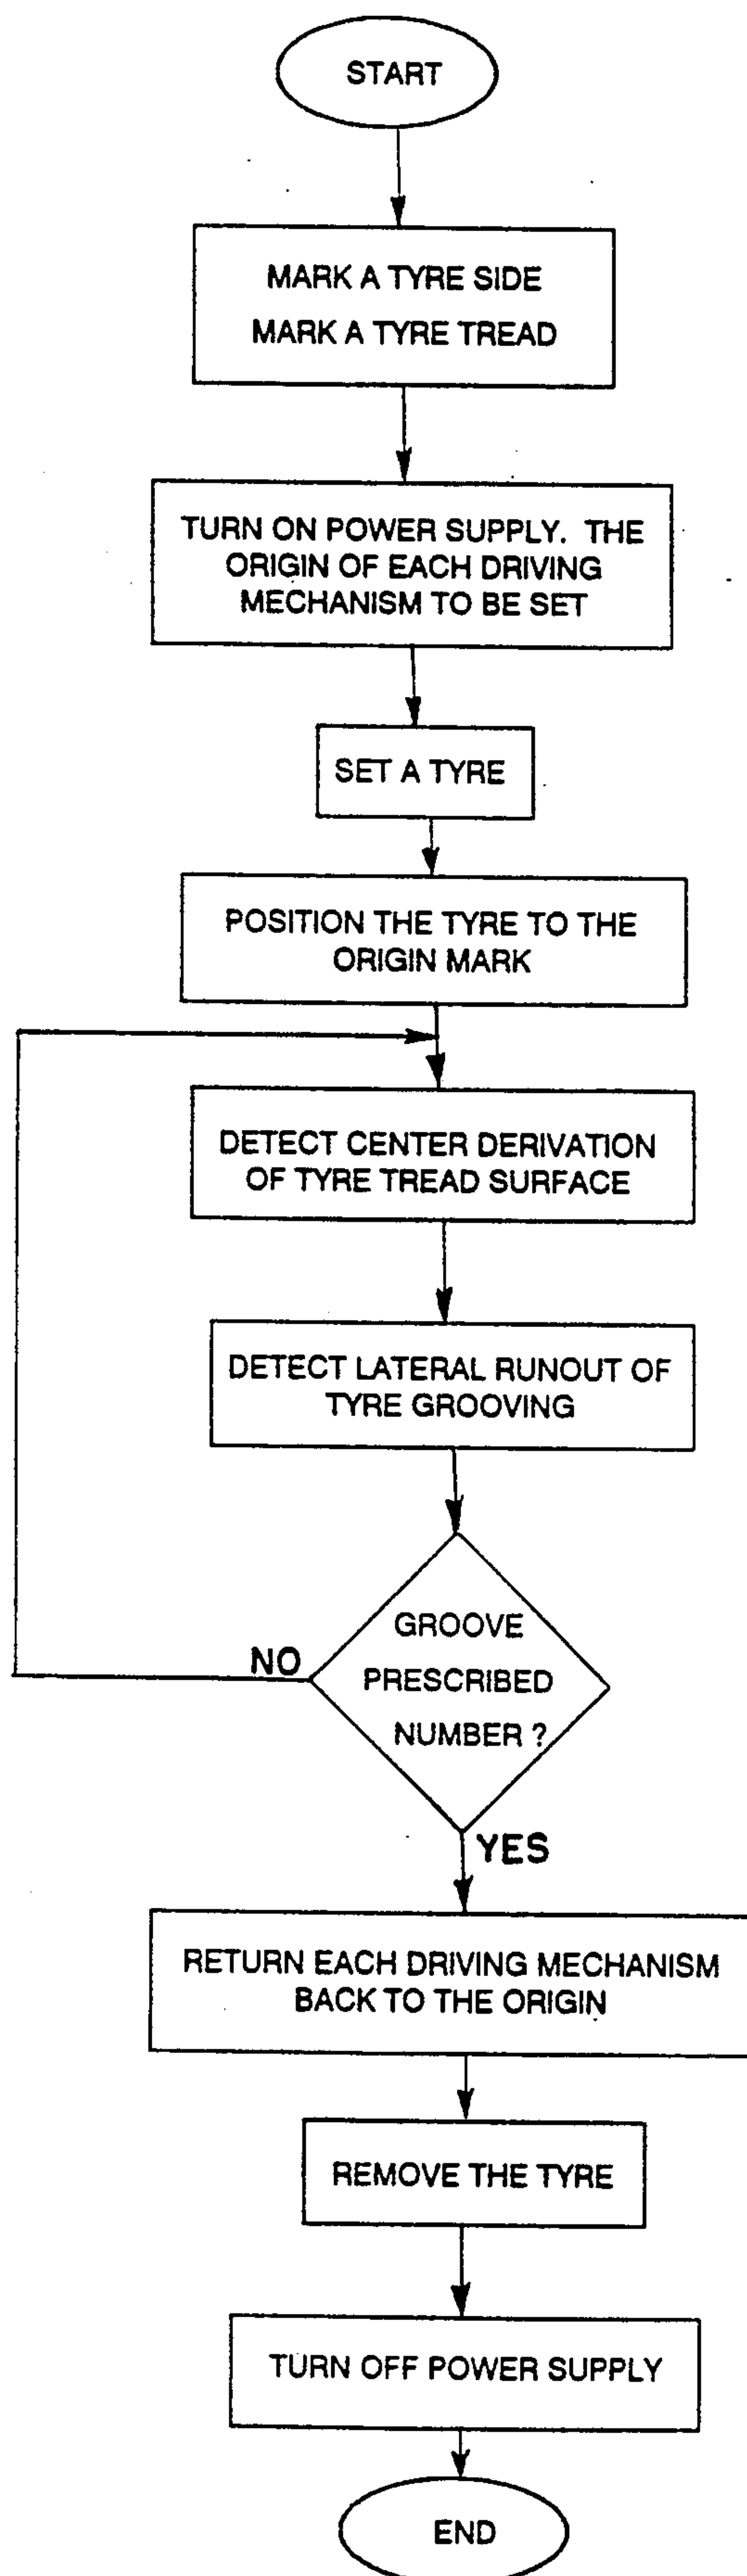 START
MARK A TYRE SIDE
MARK A TYRE TREAD
TURN ON POWER SUPPLY. THE
ORIGIN OF EACH DRIVING
MECHANISM TO BE SET
SET A TYRE
POSITION THE TYRE TO THE
ORIGIN MARK
DETECT CENTER DERIVATION
OF TYRE TREAD SURFACE
DETECT LATERAL RUNOUT OF
TYRE GROOVING
GROOVE
NO
PRESCRIBED
NUMBER ?
YES
RETURN EACH DRIVING MECHANISM
BACK TO THE ORIGIN
REMOVE THE TYRE
TURN OFF POWER SUPPLY
END